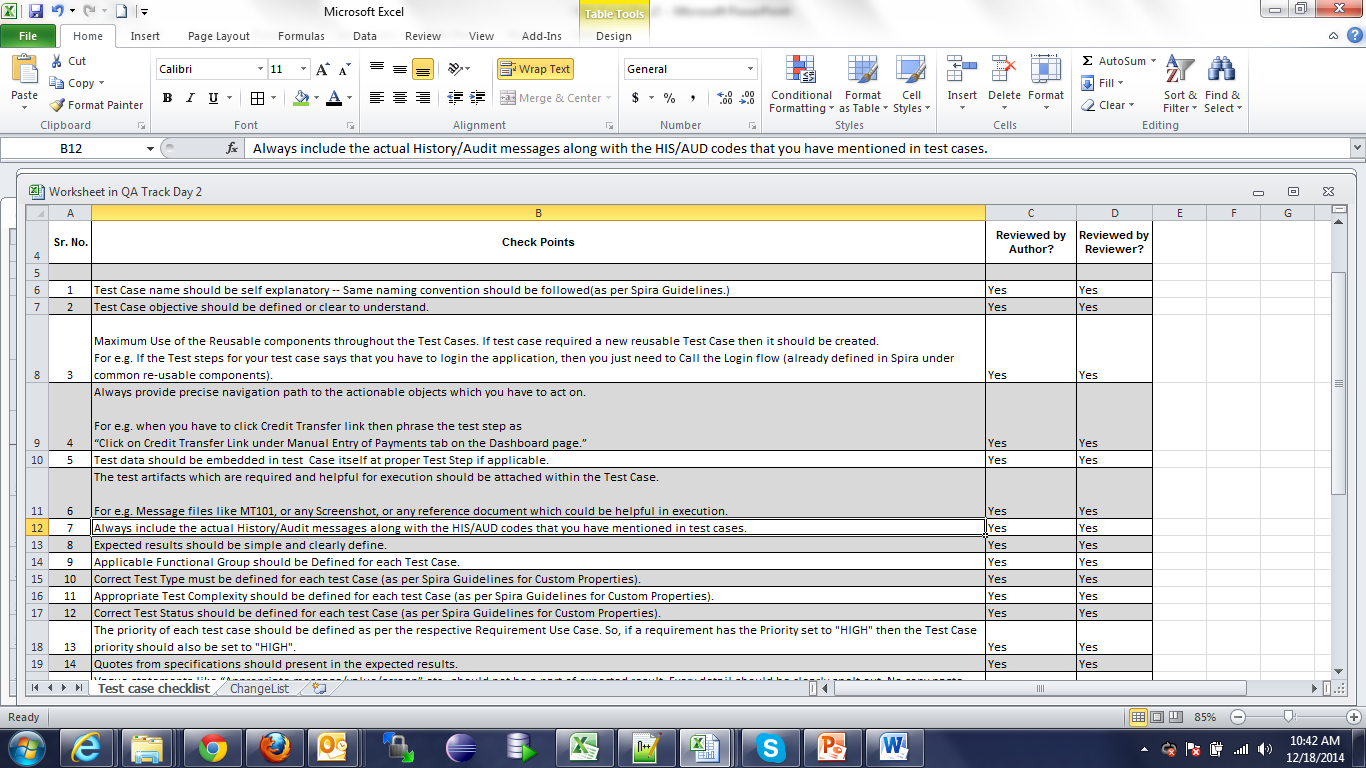 Microsoft Excel
Table Tools
File Home Insert Page Layout Formulas Data Review View Add-Ins Design
Paste
Cut
Copy
Format Painter
Clipboard
Calibri 11
B I U A
Font
Wrap Text
Merge & Center
Alignment
General
$ % ,
Number
Conditional Formatting
Format as Table
Cell Styles
Styles
Insert Delete Format
Cells
Σ AutoSum
Fill
Clear
Sort & Filter
Find & Select
Editing
B12 fx Always include the actual History/Audit messages along with the HIS/AUD codes that you have mentioned in test cases.
Worksheet in QA Track Day 2
A B C D E F G
4 Sr. No. Check Points Reviewed by Author? Reviewed by Reviewer?
5
6 1 Test Case name should be self explanatory -- Same naming convention should be followed(as per Spira Guidelines.) Yes Yes
7 2 Test Case objective should be defined or clear to understand. Yes Yes
Maximum Use of the Reusable components throughout the Test Cases. If test case required a new reusable Test Case then it should be created.
For e.g. If the Test steps for your test case says that you have to login the application, then you just need to Call the Login flow (already defined in Spira under
8 3 common re-usable components). Yes Yes
Always provide precise navigation path to the actionable objects which you have to act on.
For e.g. when you have to click Credit Transfer link then phrase the test step as
9 4 “Click on Credit Transfer Link under Manual Entry of Payments tab on the Dashboard page.” Yes Yes
10 5 Test data should be embedded in test  Case itself at proper Test Step if applicable. Yes Yes
The test artifacts which are required and helpful for execution should be attached within the Test Case.
11 6 For e.g. Message files like MT101, or any Screenshot, or any reference document which could be helpful in execution. Yes Yes
12 7 Always include the actual History/Audit messages along with the HIS/AUD codes that you have mentioned in test cases. Yes Yes
13 8 Expected results should be simple and clearly define. Yes Yes
14 9 Applicable Functional Group should be Defined for each Test Case. Yes Yes
15 10 Correct Test Type must be defined for each test Case (as per Spira Guidelines for Custom Properties). Yes Yes
16 11 Appropriate Test Complexity should be defined for each test Case (as per Spira Guidelines for Custom Properties). Yes Yes
17 12 Correct Test Status should be defined for each test Case (as per Spira Guidelines for Custom Properties). Yes Yes
The priority of each test case should be defined as per the respective Requirement Use Case. So, if a requirement has the Priority set to "HIGH" then the Test Case
18 13 priority should also be set to "HIGH". Yes Yes
19 14 Quotes from specifications should present in the expected results. Yes Yes
Test case checklist ChangeList
Ready 85%
10:42 AM
12/18/2014